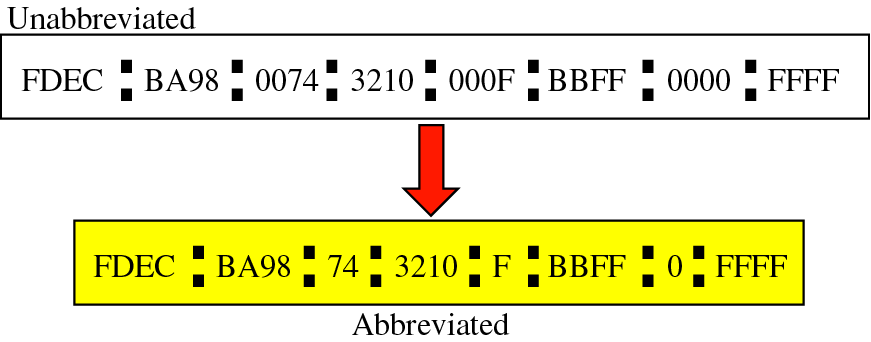 Unabbreviated
FDEC : BA98 : 0074 : 3210 : 000F : BBFF : 0000 : FFFF
FDEC : BA98 : 74 : 3210 : F : BBFF : 0 : FFFF
Abbreviated